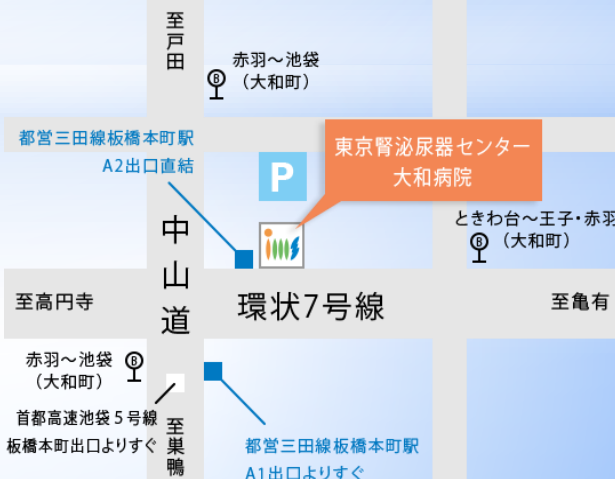 至戸田
赤羽～池袋
（大和町）
B
都営三田線板橋本町駅
A2出口直結
P
東京腎泌尿器センター
大和病院
ims
ときわ台～王子・赤羽
（大和町）
B
中山道
至高円寺
環状7号線
至亀有
赤羽～池袋
（大和町）
B
首都高速池袋5号線
板橋本町出口よりすぐ
至巣鴨
都営三田線板橋本町駅
A1出口よりすぐ